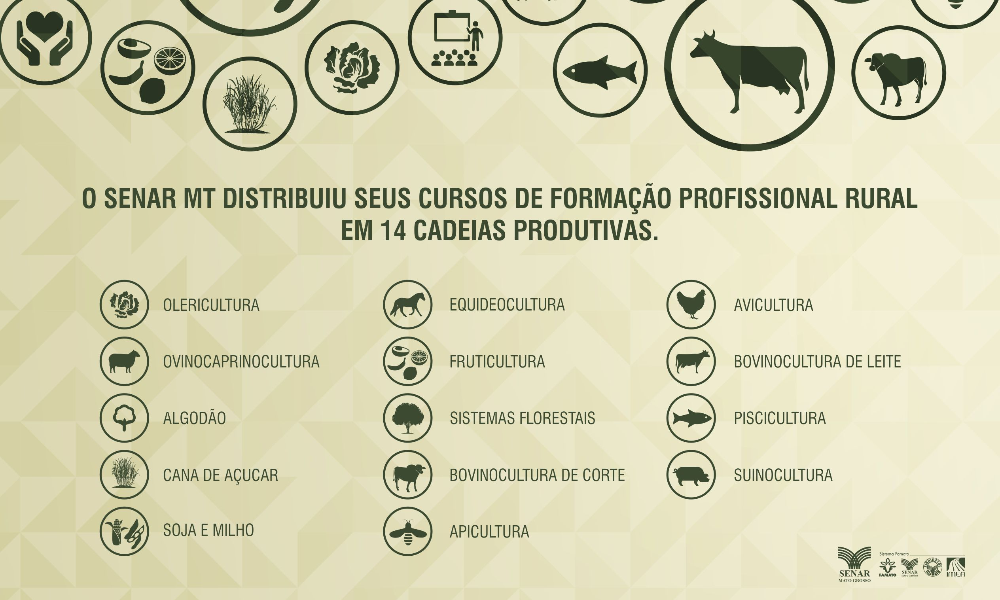 O SENAR MT DISTRIBUIU SEUS CURSOS DE FORMAÇÃO PROFISSIONAL RURAL
EM 14 CADEIAS PRODUTIVAS.
OLERICULTURA
OVINOCAPRINOCULTURA
ALGODÃO
CANA DE AÇUCAR
SOJA E MILHO
EQUIDEOCULTURA
FRUTICULTURA
SISTEMAS FLORESTAIS
BOVINOCULTURA DE CORTE
APICULTURA
AVICULTURA
BOVINOCULTURA DE LEITE
PISCICULTURA
SUINOCULTURA
SENAR
MATO GROSSO
Sistema Famato
FAMATO
SENAR
MATO GROSSO
SINDICATOS
RURAIS
IMEA